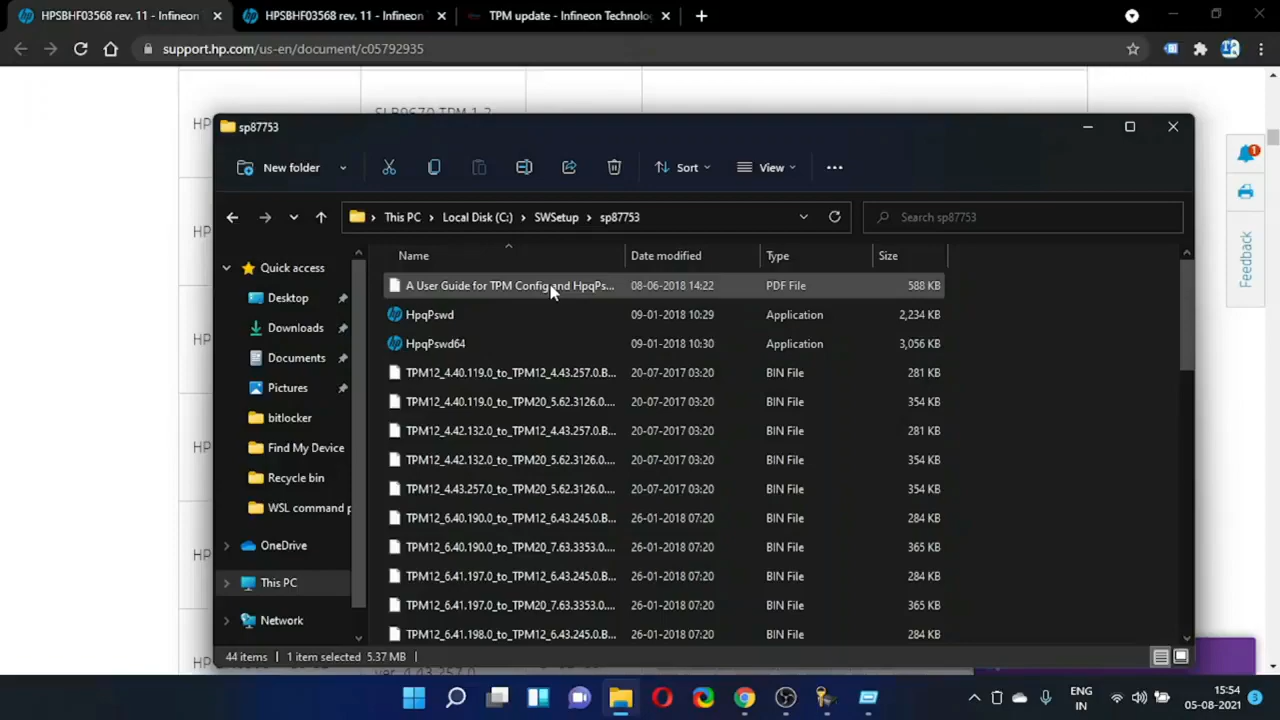 HPSBHF03568 rev. 11 - Infineon
HPSBHF03568 rev. 11 - Infineon
TPM update - Infineon Technolo
support.hp.com/us-en/document/c05792935
HP
HP
HP
HP
HP
HP
sp87753
New folder
Sort
View
This PC
Local Disk (C:)
SWSetup
sp87753
Search sp87753
Quick access
Desktop
Downloads
Documents
Pictures
bitlocker
Find My Device
Recycle bin
WSL command p
OneDrive
This PC
Network
Name Date modified Type Size
A User Guide for TPM Config and HpqPs... 08-06-2018 14:22 PDF File 588 KB
HpqPswd 09-01-2018 10:29 Application 2,234 KB
HpqPswd64 09-01-2018 10:30 Application 3,056 KB
TPM12_4.40.119.0_to_TPM12_4.43.257.0.B... 20-07-2017 03:20 BIN File 281 KB
TPM12_4.40.119.0_to_TPM20_5.62.3126.0.... 20-07-2017 03:20 BIN File 354 KB
TPM12_4.42.132.0_to_TPM12_4.43.257.0.B... 20-07-2017 03:20 BIN File 281 KB
TPM12_4.42.132.0_to_TPM20_5.62.3126.0.... 20-07-2017 03:20 BIN File 354 KB
TPM12_4.43.257.0_to_TPM20_5.62.3126.0.... 20-07-2017 03:20 BIN File 354 KB
TPM12_6.40.190.0_to_TPM12_6.43.245.0.B... 26-01-2018 07:20 BIN File 284 KB
TPM12_6.40.190.0_to_TPM20_7.63.3353.0.... 26-01-2018 07:20 BIN File 365 KB
TPM12_6.41.197.0_to_TPM12_6.43.245.0.B... 26-01-2018 07:20 BIN File 284 KB
TPM12_6.41.197.0_to_TPM20_7.63.3353.0.... 26-01-2018 07:20 BIN File 365 KB
TPM12_6.41.198.0_to_TPM12_6.43.245.0.B... 26-01-2018 07:20 BIN File 284 KB
44 items 1 item selected 5.37 MB
1
Feedback
ENG
IN
15:54
05-08-2021
3